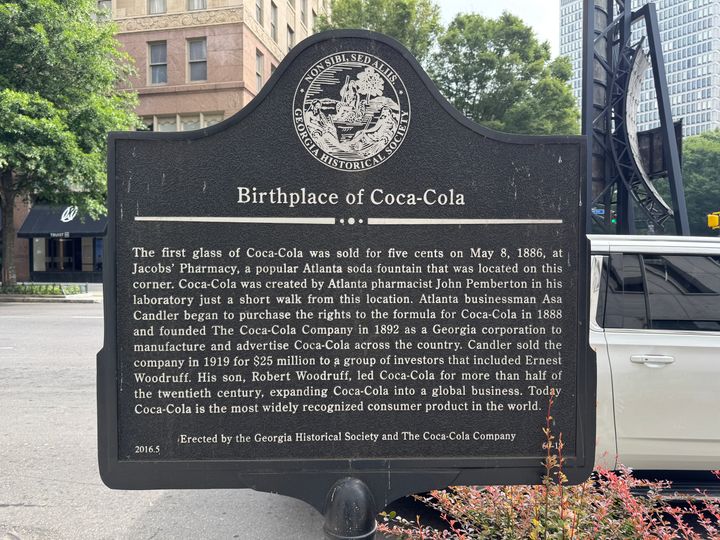 NON SIBI, SED ALIIS.
GEORGIA HISTORICAL SOCIETY
Birthplace of Coca-Cola
The first glass of Coca-Cola was sold for five cents on May 8, 1886, at
Jacobs' Pharmacy, a popular Atlanta soda fountain that was located on this
corner. Coca-Cola was created by Atlanta pharmacist John Pemberton in his
laboratory just a short walk from this location. Atlanta businessman Asa
Candler began to purchase the rights to the formula for Coca-Cola in 1888
and founded The Coca-Cola Company in 1892 as a Georgia corporation to
manufacture and advertise Coca-Cola across the country. Candler sold the
company in 1919 for $25 million to a group of investors that included Ernest
Woodruff. His son, Robert Woodruff, led Coca-Cola for more than half of
the twentieth century, expanding Coca-Cola into a global business. Today
Coca-Cola is the most widely recognized consumer product in the world.
Erected by the Georgia Historical Society and The Coca-Cola Company
2016.5
TRUIST